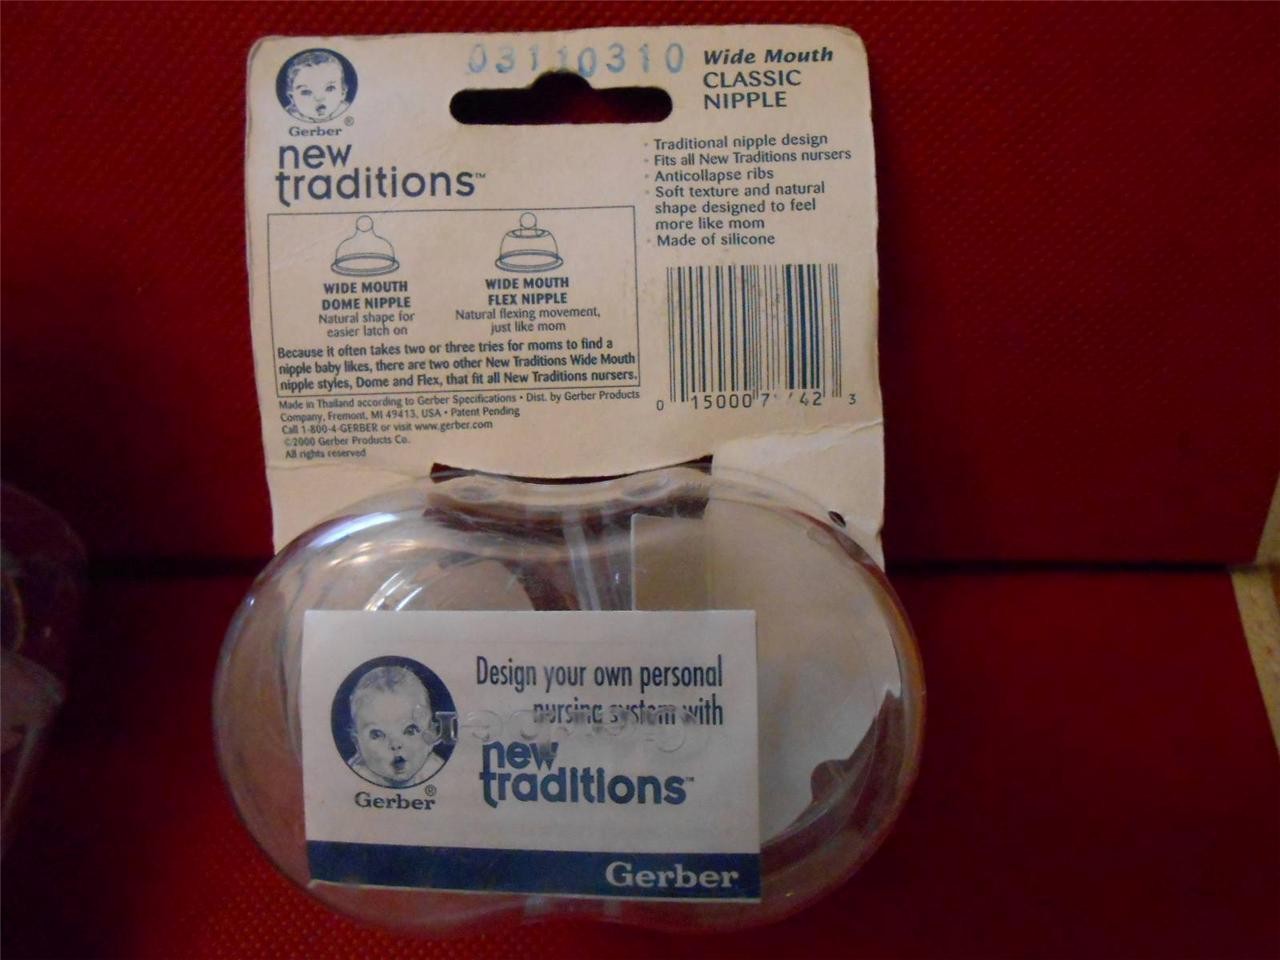 03110310
Gerber®
new
traditions™
Wide Mouth
CLASSIC
NIPPLE
· Traditional nipple design
· Fits all New Traditions nursers
· Anticollapse ribs
· Soft texture and natural
shape designed to feel
more like mom
· Made of silicone
WIDE MOUTH
DOME NIPPLE
Natural shape for
easier latch on
WIDE MOUTH
FLEX NIPPLE
Natural flexing movement,
just like mom
Because it often takes two or three tries for moms to find a
nipple baby likes, there are two other New Traditions Wide Mouth
nipple styles, Dome and Flex, that fit all New Traditions nursers.
Made in Thailand according to Gerber Specifications • Dist. by Gerber Products
Company, Fremont, MI 49413, USA • Patent Pending
Call 1-800-4-GERBER or visit www.gerber.com
©2000 Gerber Products Co.
All rights reserved
0 15000 42 3
Design your own personal
nursing system with
new
traditions™
Gerber®
Gerber